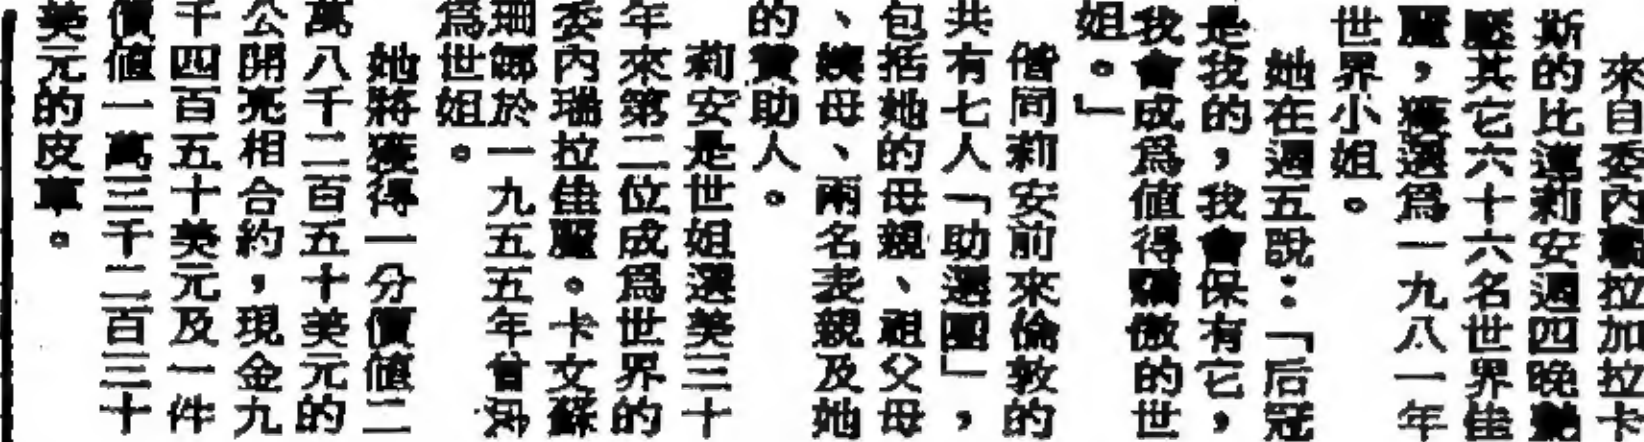 來自委內瑞拉加拉卡
斯的比達莉安週四晚艷
壓其它六十六名世界佳
麗，獲選爲一九八一年
世界小姐。
她在週五說：「后冠
是我的，我會保有它，
我會成爲值得驕傲的世
姐。」
偕同莉安前來倫敦的
共有七人「助選團」，
包括她的母親、祖父母
、姨母、兩名表親及她
的贊助人。
莉安是世姐選美三十
年來第二位成爲世界的
委內瑞拉佳麗。卡文蘇
珊娜於一九五五年曾
爲世姐。
她將獲得一分價值二
萬八千二百五十美元的
公開亮相合約，現金九
千四百五十美元及一件
價值一萬三千二百三十
美元的皮草。